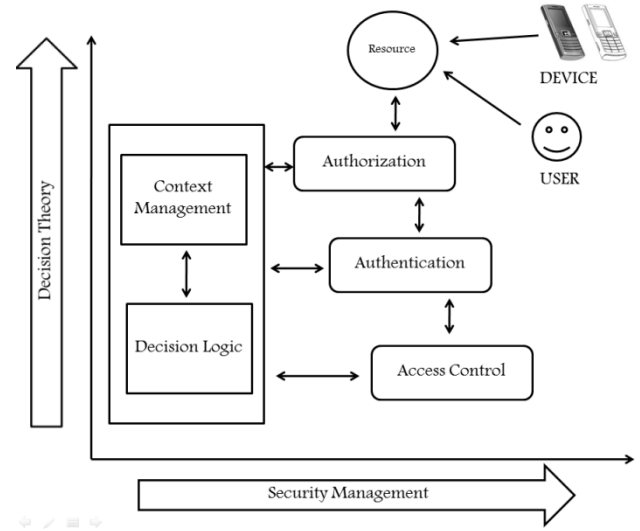 Resource
DEVICE
USER
Authorization
Context
Management
Authentication
Decision Logic
Access Control
Decision Theory
Security Management